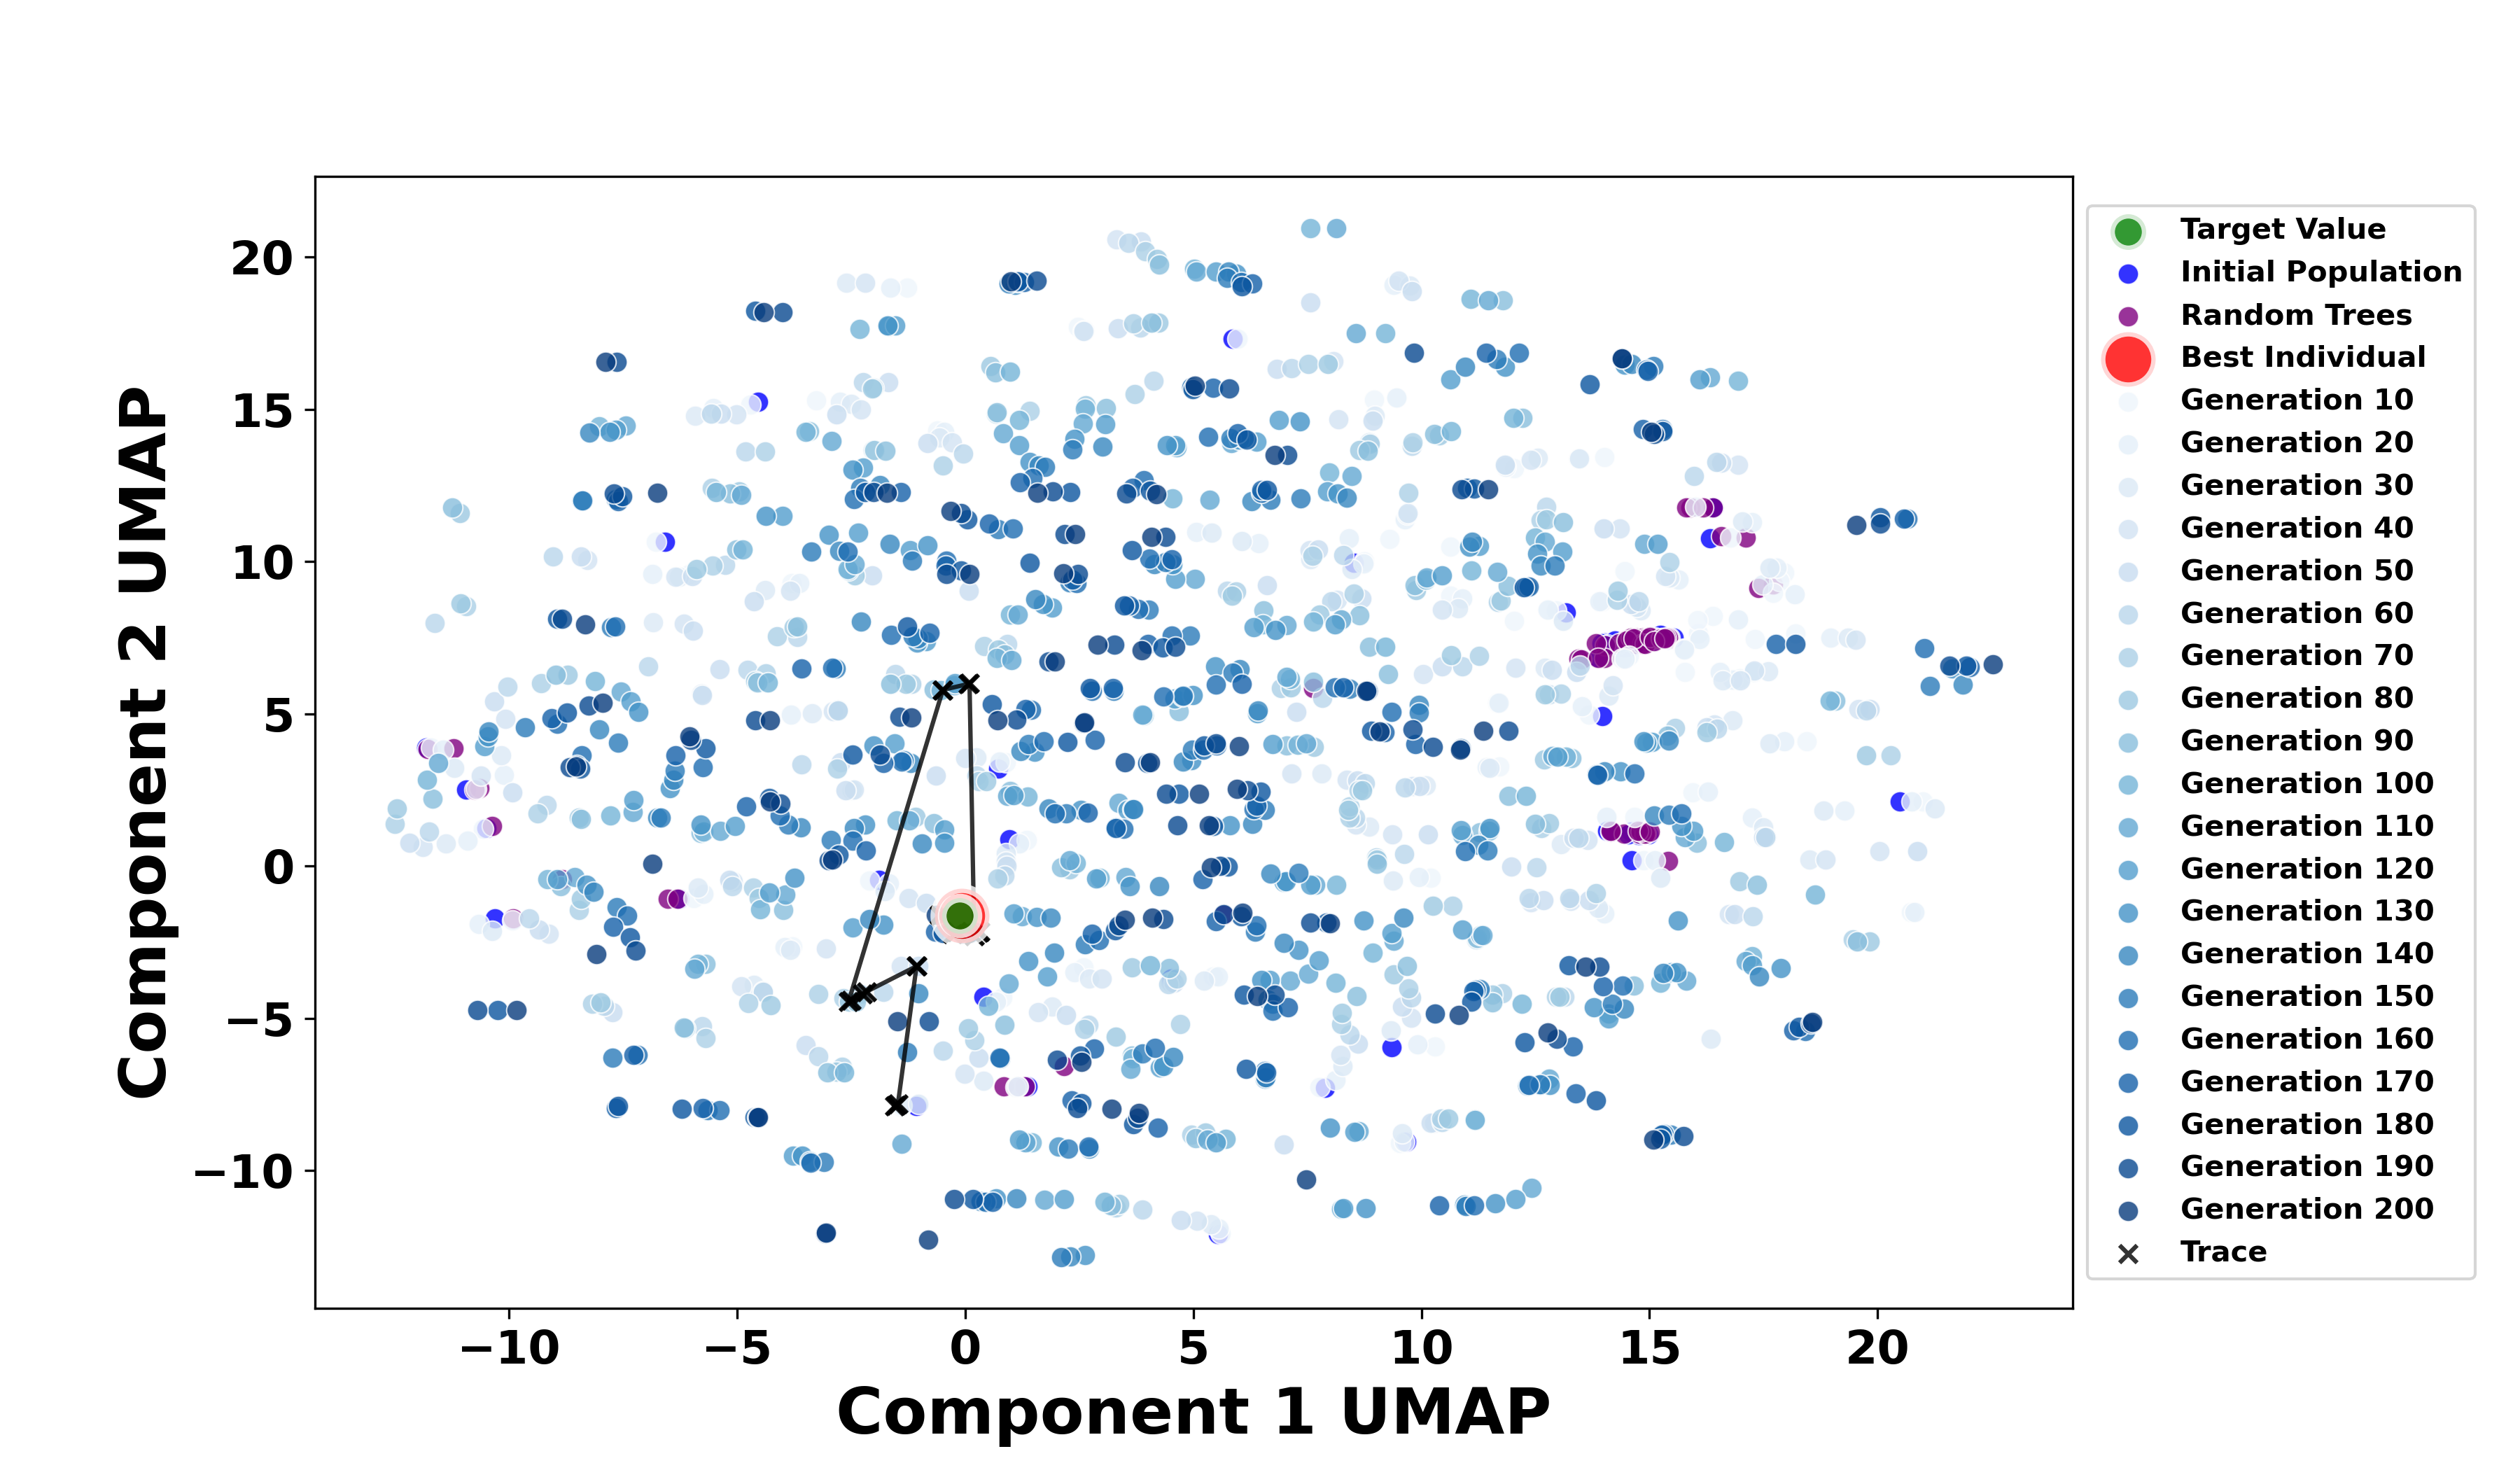 Component 2 UMAP
20
15
10
5
0
−5
−10
−10
−5
0
5
10
15
20
Component 1 UMAP
Target Value
Initial Population
Random Trees
Best Individual
Generation 10
Generation 20
Generation 30
Generation 40
Generation 50
Generation 60
Generation 70
Generation 80
Generation 90
Generation 100
Generation 110
Generation 120
Generation 130
Generation 140
Generation 150
Generation 160
Generation 170
Generation 180
Generation 190
Generation 200
Trace